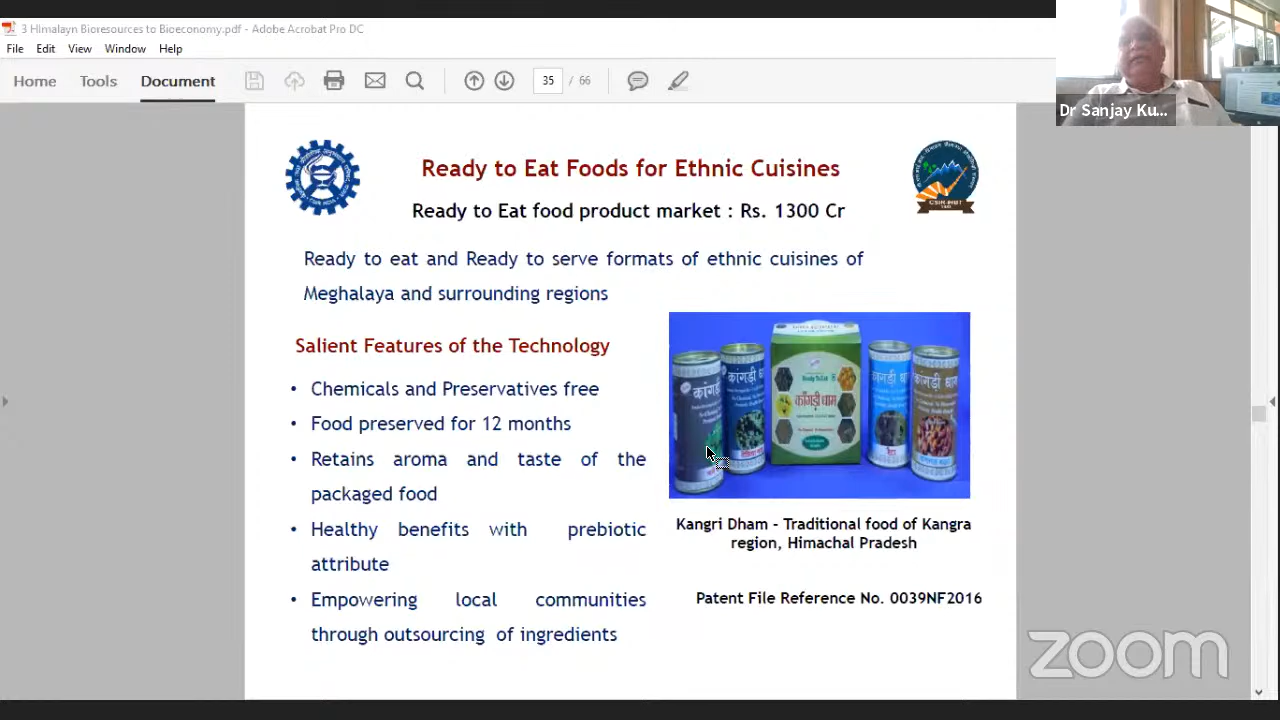 3 HImalayn Bioresources to Bioeconomy.pdf - Adobe Acrobat Pro DC
File Edit View Window Help
Home Tools Document 35 / 66
Dr Sanjay Ku...
Ready to Eat Foods for Ethnic Cuisines
Ready to Eat food product market : Rs. 1300 Cr
Ready to eat and Ready to serve formats of ethnic cuisines of
Meghalaya and surrounding regions
Salient Features of the Technology
• Chemicals and Preservatives free
• Food preserved for 12 months
• Retains aroma and taste of the
packaged food
• Healthy benefits with prebiotic
attribute
• Empowering local communities
through outsourcing of ingredients
Ready To Eat
कांगड़ी धाम
कांगड़ी धाम
कांगड़ी धाम
Kangri Dham - Traditional food of Kangra
region, Himachal Pradesh
Patent File Reference No. 0039NF2016
zoom